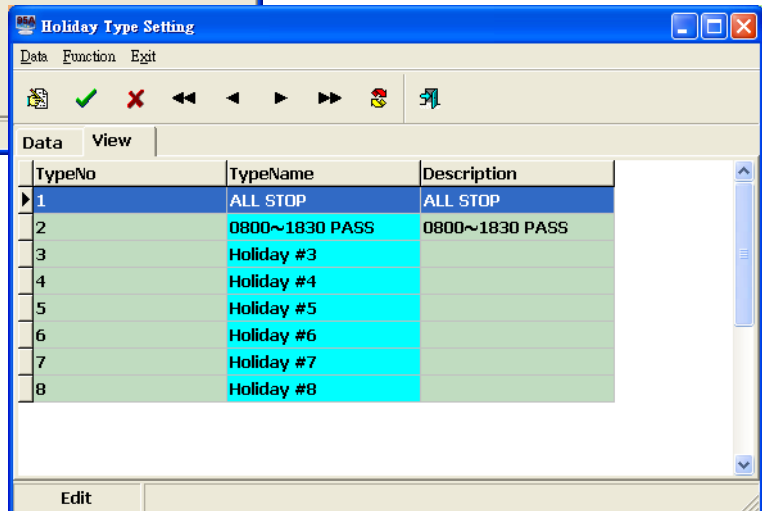 Holiday Type Setting
Data Function Exit
Data View
TypeNo TypeName Description
1 ALL STOP ALL STOP
2 0800~1830 PASS 0800~1830 PASS
3 Holiday #3
4 Holiday #4
5 Holiday #5
6 Holiday #6
7 Holiday #7
8 Holiday #8
Edit